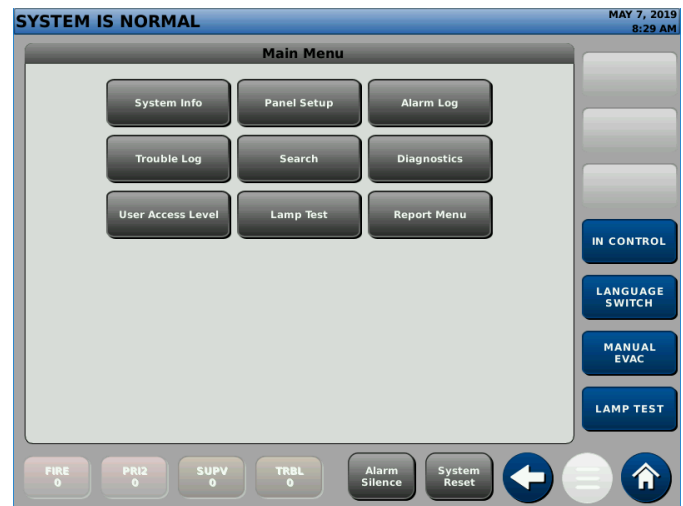 SYSTEM IS NORMAL
MAY 7, 2019
8:29 AM
Main Menu
System Info
Panel Setup
Alarm Log
Trouble Log
Search
Diagnostics
User Access Level
Lamp Test
Report Menu
IN CONTROL
LANGUAGE
SWITCH
MANUAL
EVAC
LAMP TEST
FIRE
0
PRI2
0
SUPV
0
TRBL
0
Alarm
Silence
System
Reset